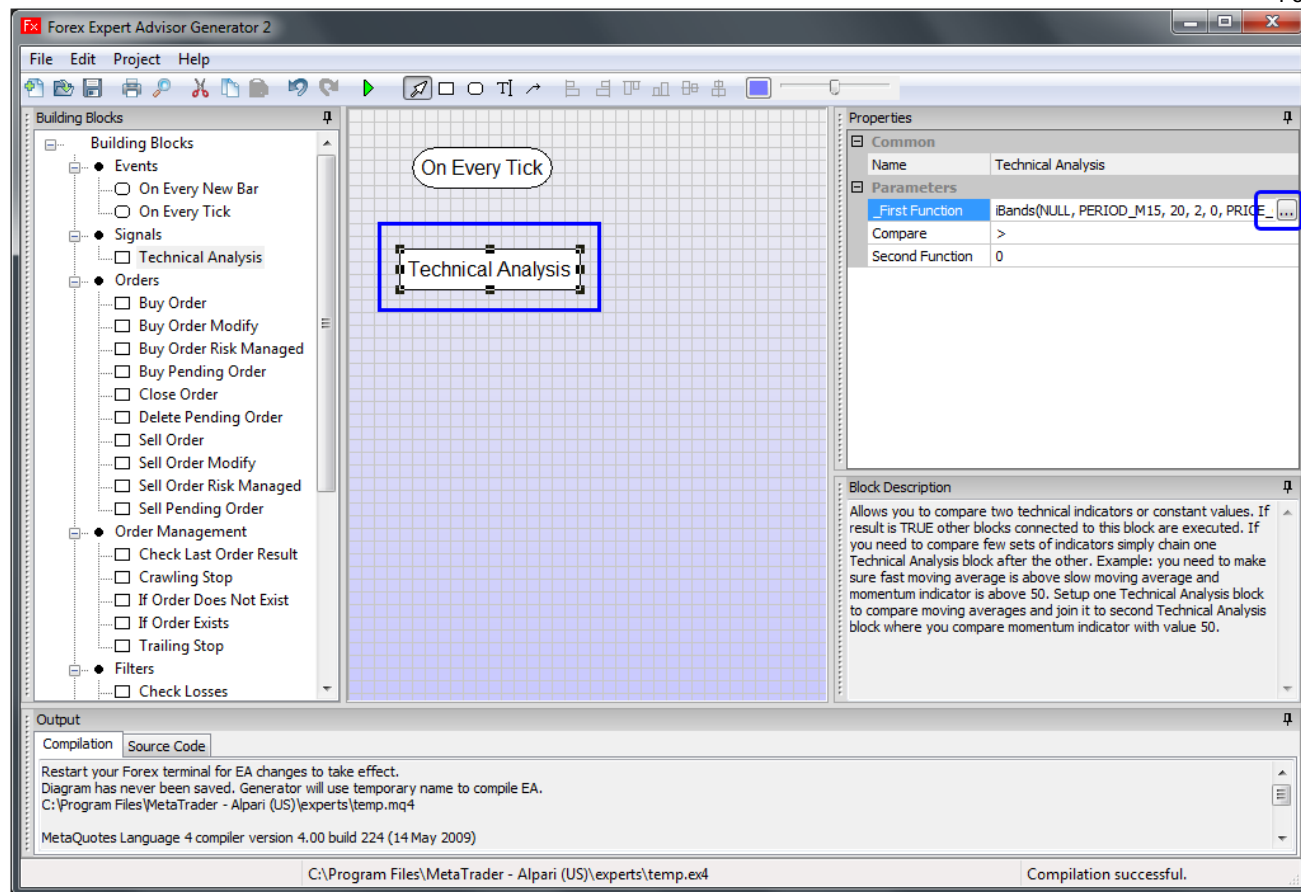 Forex Expert Advisor Generator 2
File Edit Project Help
Building Blocks
Building Blocks
Events
On Every New Bar
On Every Tick
Signals
Technical Analysis
Orders
Buy Order
Buy Order Modify
Buy Order Risk Managed
Buy Pending Order
Close Order
Delete Pending Order
Sell Order
Sell Order Modify
Sell Order Risk Managed
Sell Pending Order
Order Management
Check Last Order Result
Crawling Stop
If Order Does Not Exist
If Order Exists
Trailing Stop
Filters
Check Losses
On Every Tick
Technical Analysis
Properties
Common
Name Technical Analysis
Parameters
_First Function iBands(NULL, PERIOD_M15, 20, 2, 0, PRICE_ ...
Compare >
Second Function 0
Block Description
Allows you to compare two technical indicators or constant values. If
result is TRUE other blocks connected to this block are executed. If
you need to compare few sets of indicators simply chain one
Technical Analysis block after the other. Example: you need to make
sure fast moving average is above slow moving average and
momentum indicator is above 50. Setup one Technical Analysis block
to compare moving averages and join it to second Technical Analysis
block where you compare momentum indicator with value 50.
Output
Compilation Source Code
Restart your Forex terminal for EA changes to take effect.
Diagram has never been saved. Generator will use temporary name to compile EA.
C:\Program Files\MetaTrader - Alpari (US)\experts\temp.mq4
MetaQuotes Language 4 compiler version 4.00 build 224 (14 May 2009)
C:\Program Files\MetaTrader - Alpari (US)\experts\temp.ex4 Compilation successful.